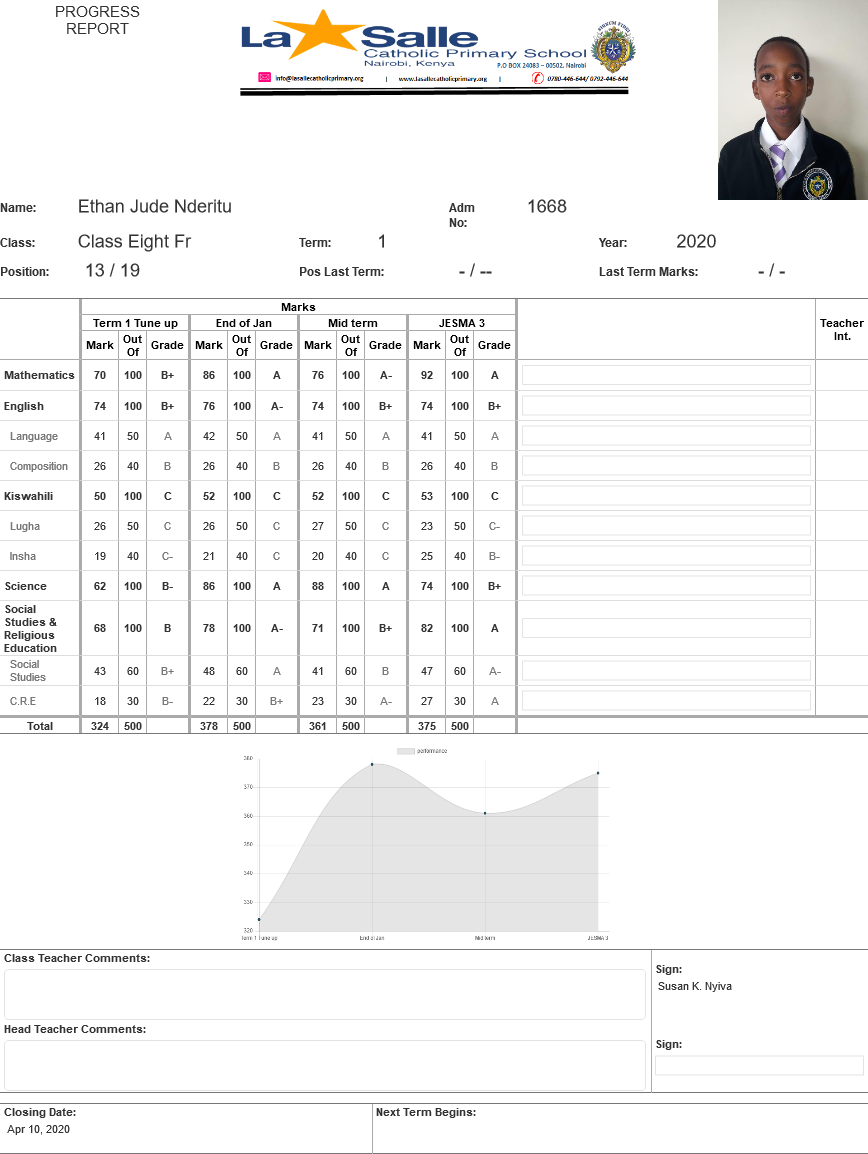 PROGRESS
REPORT
La Salle
Catholic Primary School
Nairobi, Kenya
P.O BOX 24083 – 00502, Nairobi
info@lasallecatholicprimary.org | www.lasallecatholicprimary.org | 0780-446-644/ 0792-446-644
Name: Ethan Jude Nderitu Adm No: 1668
Class: Class Eight Fr Term: 1 Year: 2020
Position: 13 / 19 Pos Last Term: - / -- Last Term Marks: - / -
Marks
Term 1 Tune up End of Jan Mid term JESMA 3 Teacher Int.
Mark Out Of Grade Mark Out Of Grade Mark Out Of Grade Mark Out Of Grade
Mathematics 70 100 B+ 86 100 A 76 100 A- 92 100 A
English 74 100 B+ 76 100 A- 74 100 B+ 74 100 B+
Language 41 50 A 42 50 A 41 50 A 41 50 A
Composition 26 40 B 26 40 B 26 40 B 26 40 B
Kiswahili 50 100 C 52 100 C 52 100 C 53 100 C
Lugha 26 50 C 26 50 C 27 50 C 23 50 C-
Insha 19 40 C- 21 40 C 20 40 C 25 40 B-
Science 62 100 B- 86 100 A 88 100 A 74 100 B+
Social Studies & Religious Education 68 100 B 78 100 A- 71 100 B+ 82 100 A
Social Studies 43 60 B+ 48 60 A 41 60 B 47 60 A-
C.R.E 18 30 B- 22 30 B+ 23 30 A- 27 30 A
Total 324 500 378 500 361 500 375 500
performance
380
370
360
350
340
330
320
Term 1 Tune up End of Jan Mid term JESMA 3
Class Teacher Comments:
Sign:
Susan K. Nyiva
Head Teacher Comments:
Sign:
Closing Date: Next Term Begins:
Apr 10, 2020